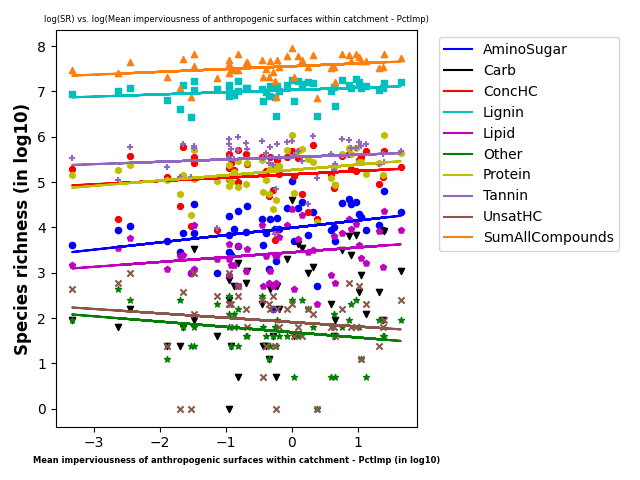 log(SR) vs. log(Mean imperviousness of anthropogenic surfaces within catchment - PctImp)
Species richness (in log10)
8
7
6
5
4
3
2
1
0
−3
−2
−1
0
1
Mean imperviousness of anthropogenic surfaces within catchment - PctImp (in log10)
AminoSugar
Carb
ConcHC
Lignin
Lipid
Other
Protein
Tannin
UnsatHC
SumAllCompounds